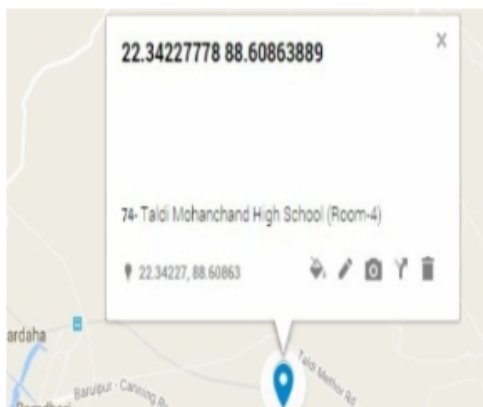 22.34227778 88.60863889
X
74- Taldi Mohanchand High School (Room-4)
22.34227, 88.60863
ardaha
Taldi Methor Rd
Baruipur - Canning R